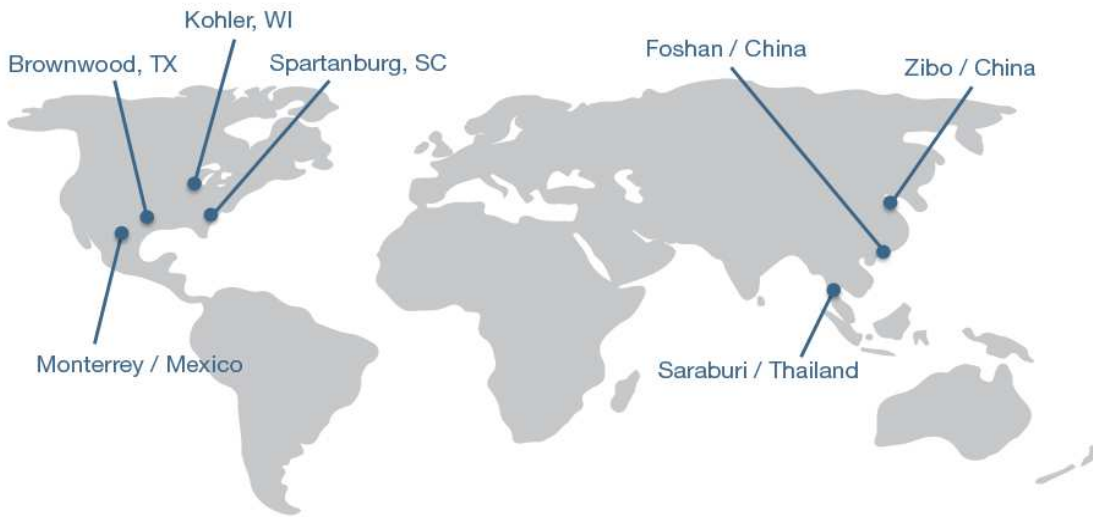 Kohler, WI
Brownwood, TX
Spartanburg, SC
Foshan / China
Zibo / China
Monterrey / Mexico
Saraburi / Thailand